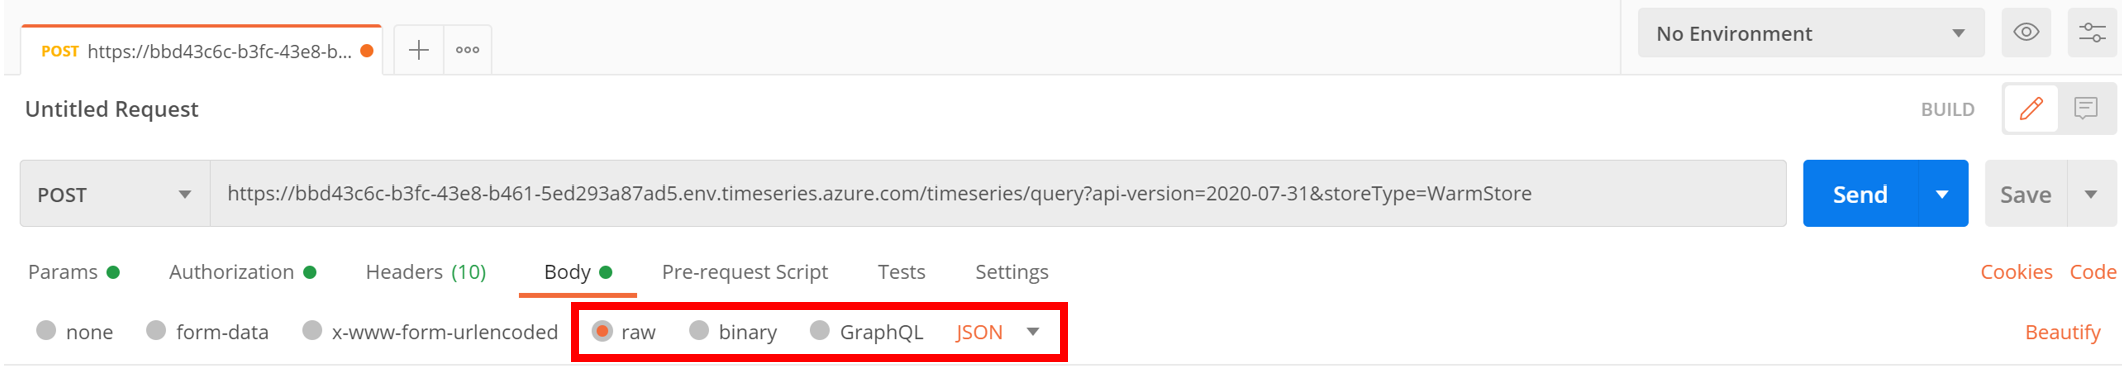 POST https://bbd43c6c-b3fc-43e8-b... No Environment
Untitled Request BUILD
POST https://bbd43c6c-b3fc-43e8-b461-5ed293a87ad5.env.timeseries.azure.com/timeseries/query?api-version=2020-07-31&storeType=WarmStore Send Save
Params Authorization Headers (10) Body Pre-request Script Tests Settings Cookies Code
none form-data x-www-form-urlencoded raw binary GraphQL JSON Beautify